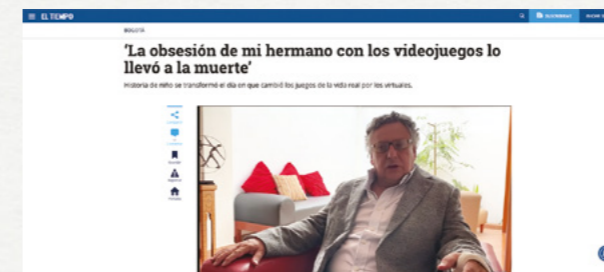 EL TIEMPO
BOGOTÁ
'La obsesión de mi hermano con los videojuegos lo
llevó a la muerte'
Historia de niño se transformó el día en que cambió los juegos de la vida real por los virtuales.